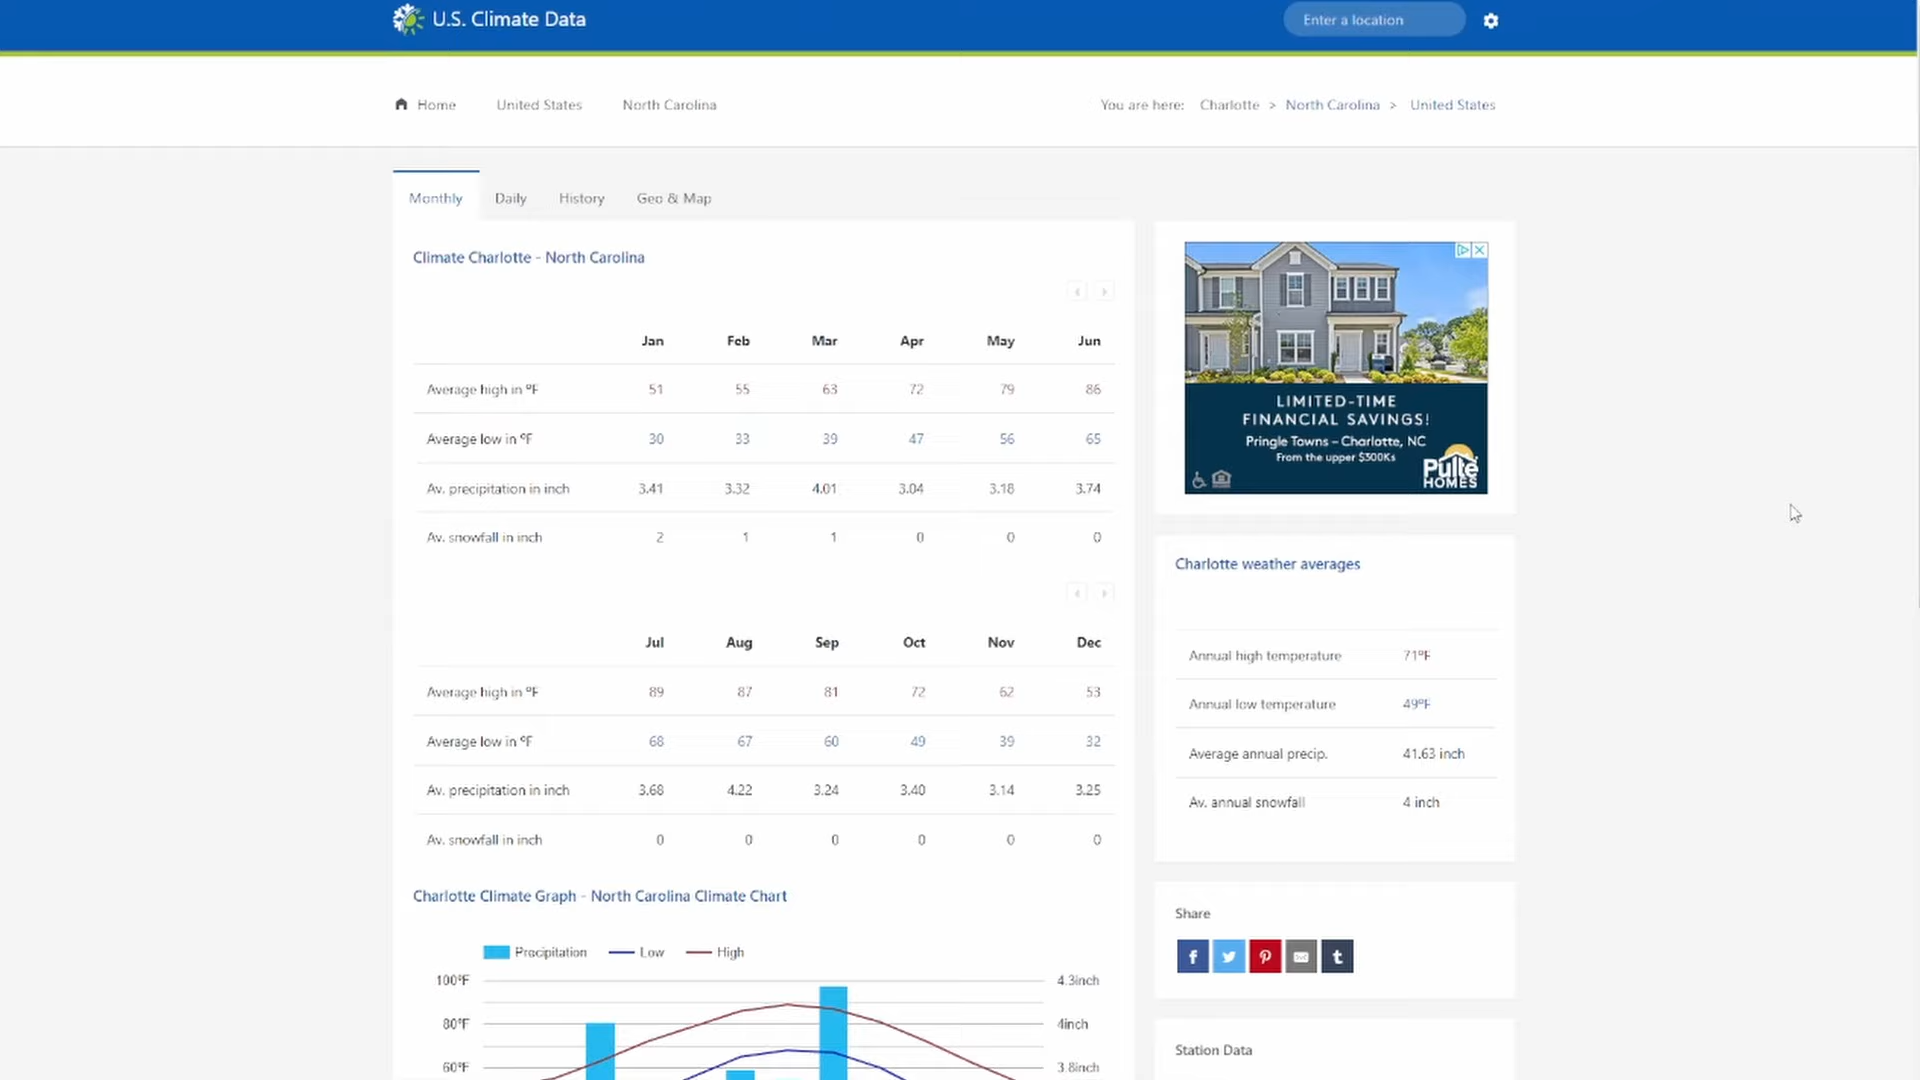 U.S. Climate Data
Enter a location
Home United States North Carolina
You are here: Charlotte > North Carolina > United States
Monthly Daily History Geo & Map
Climate Charlotte - North Carolina
Jan Feb Mar Apr May Jun
Average high in ºF 51 55 63 72 79 86
Average low in ºF 30 33 39 47 56 65
Av. precipitation in inch 3.41 3.32 4.01 3.04 3.18 3.74
Av. snowfall in inch 2 1 1 0 0 0
Jul Aug Sep Oct Nov Dec
Average high in ºF 89 87 81 72 62 53
Average low in ºF 68 67 60 49 39 32
Av. precipitation in inch 3.68 4.22 3.24 3.40 3.14 3.25
Av. snowfall in inch 0 0 0 0 0 0
Charlotte Climate Graph - North Carolina Climate Chart
Precipitation Low High
100ºF 4.3inch
80ºF 4inch
60ºF 3.8inch
LIMITED-TIME
FINANCIAL SAVINGS!
Pringle Towns – Charlotte, NC
From the upper $300Ks
Pulte
HOMES
Charlotte weather averages
Annual high temperature 71ºF
Annual low temperature 49ºF
Average annual precip. 41.63 inch
Av. annual snowfall 4 inch
Share
Station Data